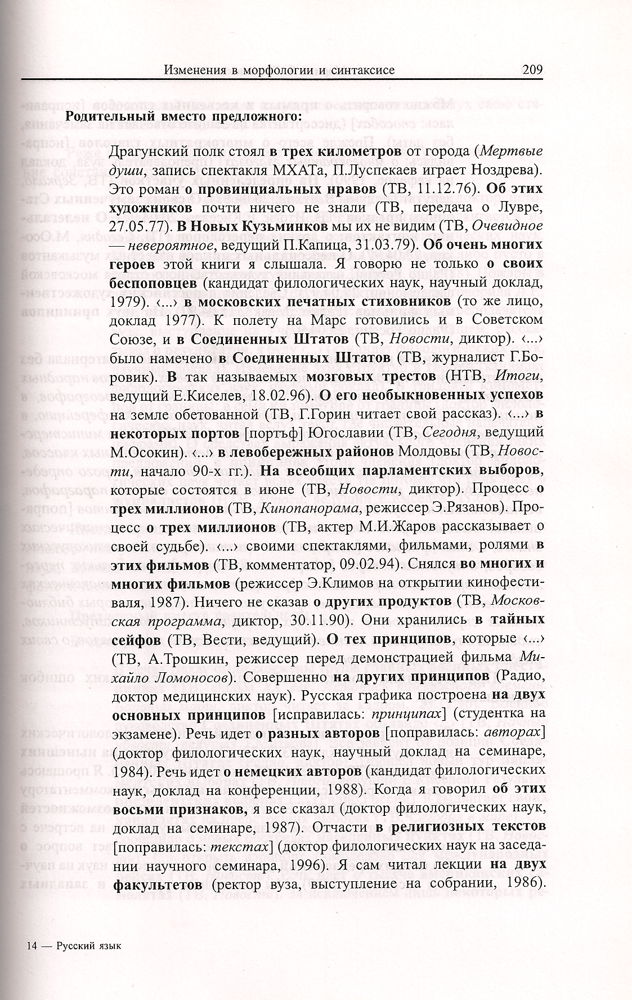 Изменения в морфологии и синтаксисе 209
Родительный вместо предложного:
Драгунский полк стоял в трех километров от города (Мертвые
души, запись спектакля МХАТа, П.Луспекаев играет Ноздрева).
Это роман о провинциальных нравов (ТВ, 11.12.76). Об этих
художников почти ничего не знали (ТВ, передача о Лувре,
27.05.77). В Новых Кузьминков мы их не видим (ТВ, Очевидное
— невероятное, ведущий П.Капица, 31.03.79). Об очень многих
героев этой книги я слышала. Я говорю не только о своих
беспоповцев (кандидат филологических наук, научный доклад,
1979). ‹...› в московских печатных стиховников (то же лицо,
доклад 1977). К полету на Марс готовились и в Советском
Союзе, и в Соединенных Штатов (ТВ, Новости, диктор). ‹...›
было намечено в Соединенных Штатов (ТВ, журналист Г.Бо-
ровик). В так называемых мозговых трестов (НТВ, Итоги,
ведущий Е.Киселев, 18.02.96). О его необыкновенных успехов
на земле обетованной (ТВ, Г.Горин читает свой рассказ). ‹...› в
некоторых портов [портъф] Югославии (ТВ, Сегодня, ведущий
М.Осокин). ‹...› в левобережных районов Молдовы (ТВ, Новос-
ти, начало 90-х гг.). На всеобщих парламентских выборов,
которые состоятся в июне (ТВ, Новости, диктор). Процесс о
трех миллионов (ТВ, Кинопанорама, режиссер Э.Рязанов). Про-
цесс о трех миллионов (ТВ, актер М.И.Жаров рассказывает о
своей судьбе). ‹...› своими спектаклями, фильмами, ролями в
этих фильмов (ТВ, комментатор, 09.02.94). Снялся во многих и
многих фильмов (режиссер Э.Климов на открытии кинофести-
валя, 1987). Ничего не сказав о других продуктов (ТВ, Москов-
ская программа, диктор, 30.11.90). Они хранились в тайных
сейфов (ТВ, Вести, ведущий). О тех принципов, которые ‹...›
(ТВ, А.Трошкин, режиссер перед демонстрацией фильма Ми-
хайло Ломоносов). Совершенно на других принципов (Радио,
доктор медицинских наук). Русская графика построена на двух
основных принципов [исправилась: принципах] (студентка на
экзамене). Речь идет о разных авторов [поправилась: авторах]
(доктор филологических наук, научный доклад на семинаре,
1984). Речь идет о немецких авторов (кандидат филологических
наук, доклад на конференции, 1988). Когда я говорил об этих
восьми признаков, я все сказал (доктор филологических наук,
доклад на семинаре, 1987). Отчасти в религиозных текстов
[поправилась: текстах] (доктор филологических наук на заседа-
нии научного семинара, 1996). Я сам читал лекции на двух
факультетов (ректор вуза, выступление на собрании, 1986).
14 — Русский язык